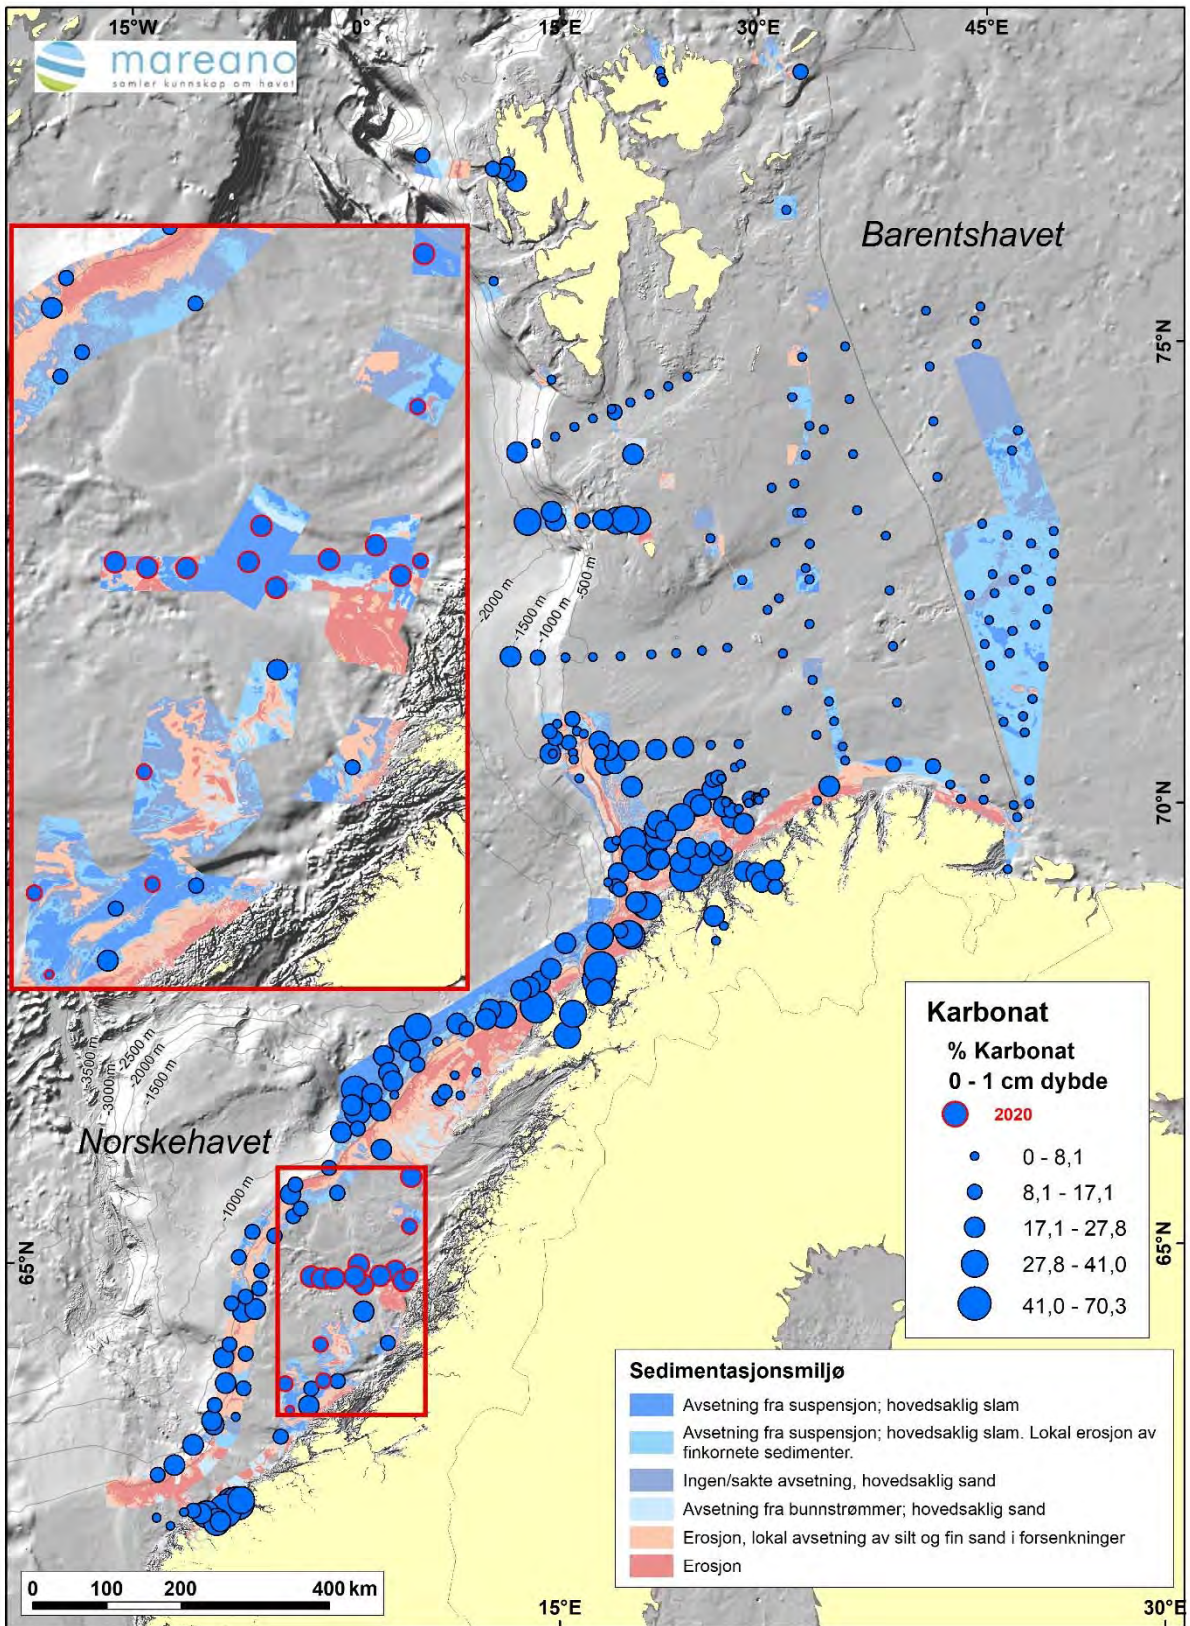 15°W 0° 15°E 30°E 45°E
mareano
samler kunnskap om havet
Barentshavet
75°N
-2000 m
-1500 m
-1000 m
-500 m
70°N
-3500 m
-3000 m
-2500 m
-2000 m
-1500 m
Norskehavet
-1000 m
65°N
65°N
Karbonat
% Karbonat
0 - 1 cm dybde
2020
0 - 8,1
8,1 - 17,1
17,1 - 27,8
27,8 - 41,0
41,0 - 70,3
Sedimentasjonsmiljø
Avsetning fra suspensjon; hovedsaklig slam
Avsetning fra suspensjon; hovedsaklig slam. Lokal erosjon av
finkornete sedimenter.
Ingen/sakte avsetning, hovedsaklig sand
Avsetning fra bunnstrømmer; hovedsaklig sand
Erosjon, lokal avsetning av silt og fin sand i forsenkninger
Erosjon
0 100 200 400 km
15°E 30°E